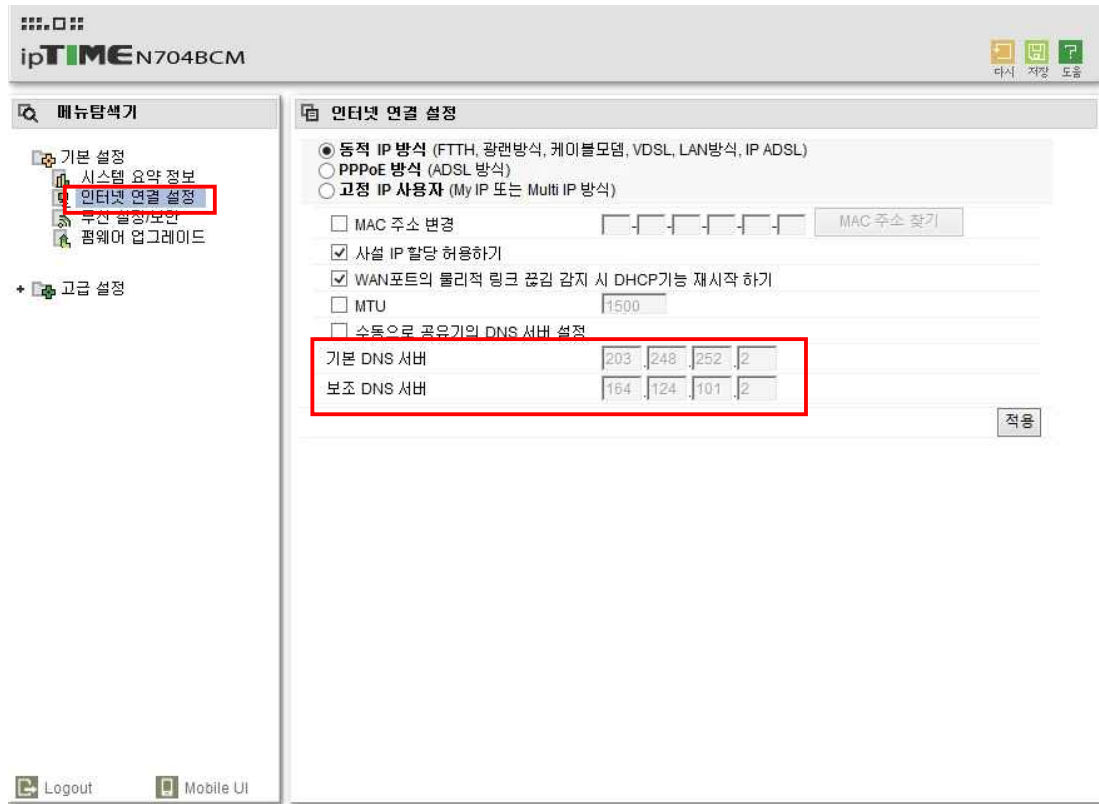 ipTIME N704BCM
다시 저장 도움
메뉴탐색기
기본 설정
시스템 요약 정보
인터넷 연결 설정
무선 설정/보안
펌웨어 업그레이드
+ 고급 설정
Logout Mobile UI
인터넷 연결 설정
동적 IP 방식 (FTTH, 광랜방식, 케이블모뎀, VDSL, LAN방식, IP ADSL)
PPPoE 방식 (ADSL 방식)
고정 IP 사용자 (My IP 또는 Multi IP 방식)
MAC 주소 변경 - - - - - MAC 주소 찾기
사설 IP 할당 허용하기
WAN포트의 물리적 링크 끊김 감지 시 DHCP기능 재시작 하기
MTU 1500
수동으로 공유기의 DNS 서버 설정
기본 DNS 서버 203 .248 .252 .2
보조 DNS 서버 164 .124 .101 .2
적용